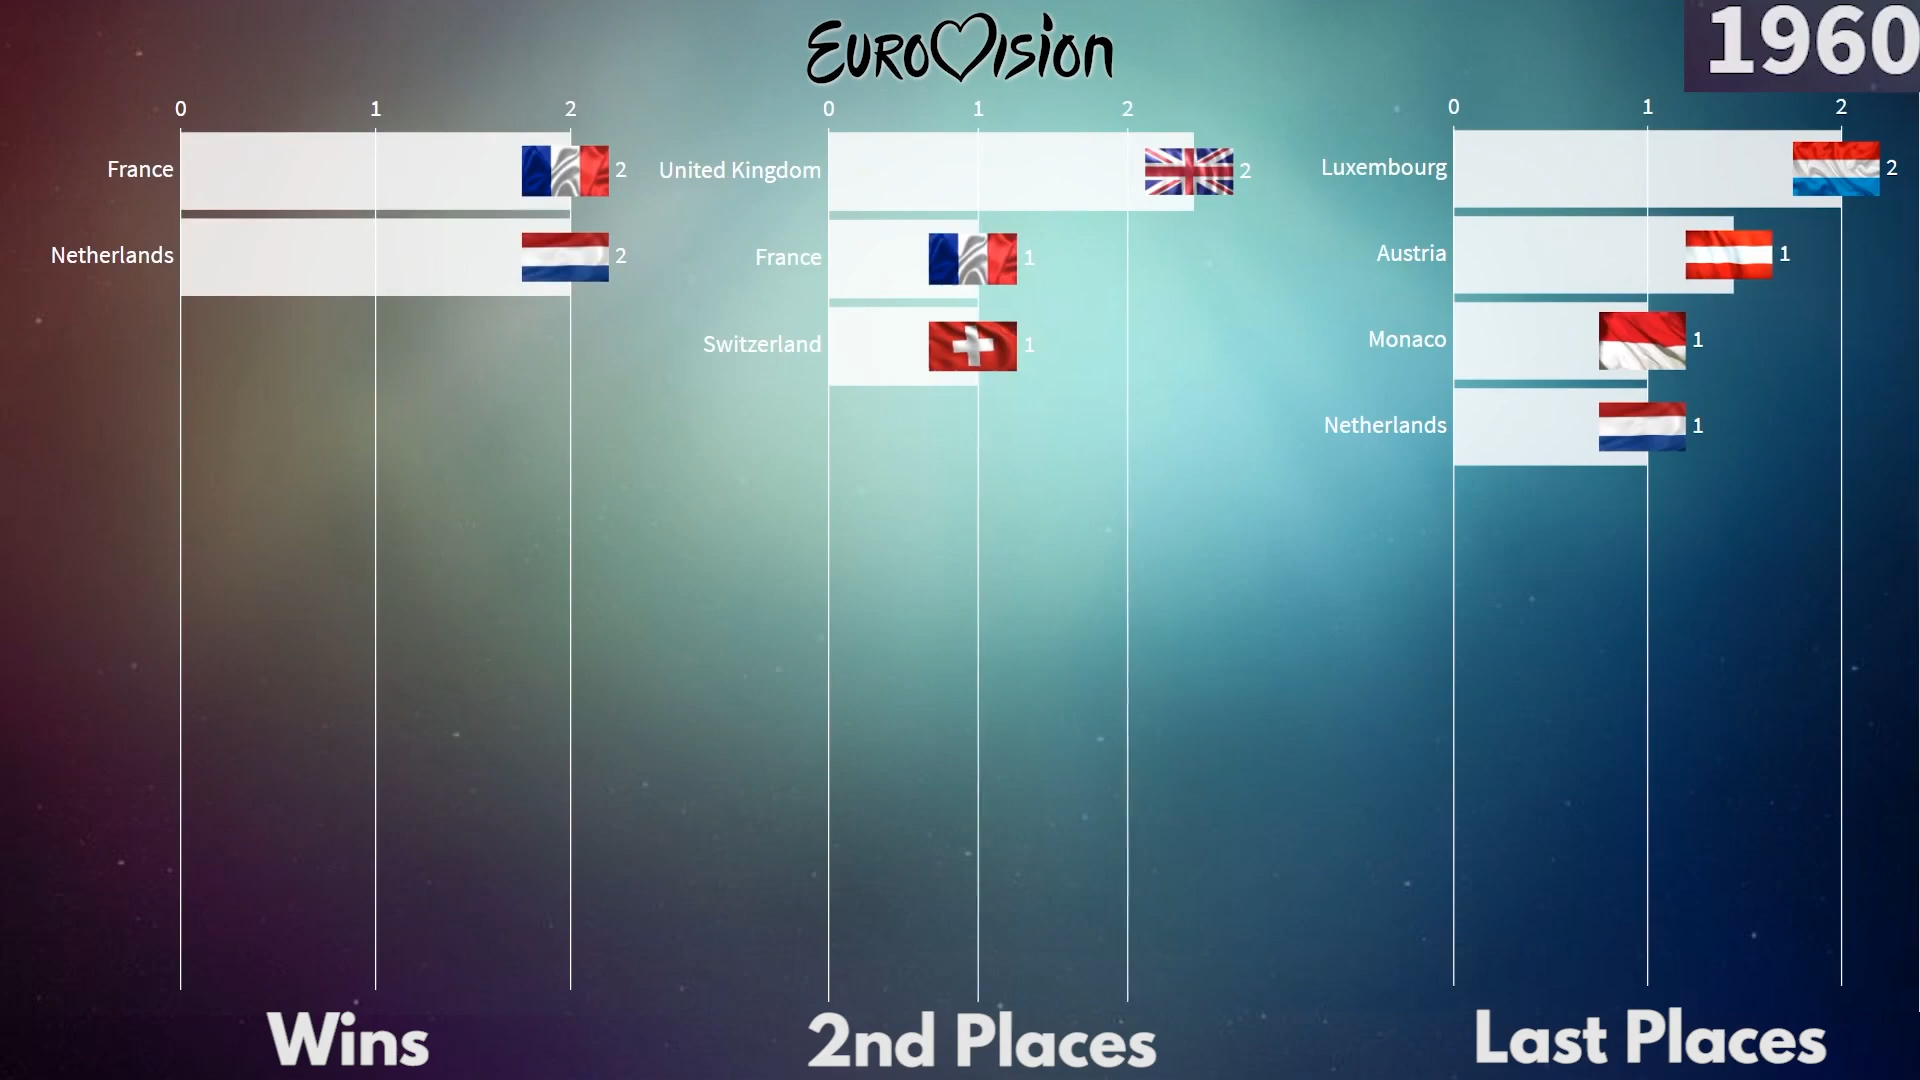 EUROVISION
1960
0 1 2
France 2
Netherlands 2
Wins
0 1 2
United Kingdom 2
France 1
Switzerland 1
2nd Places
0 1 2
Luxembourg 2
Austria 1
Monaco 1
Netherlands 1
Last Places